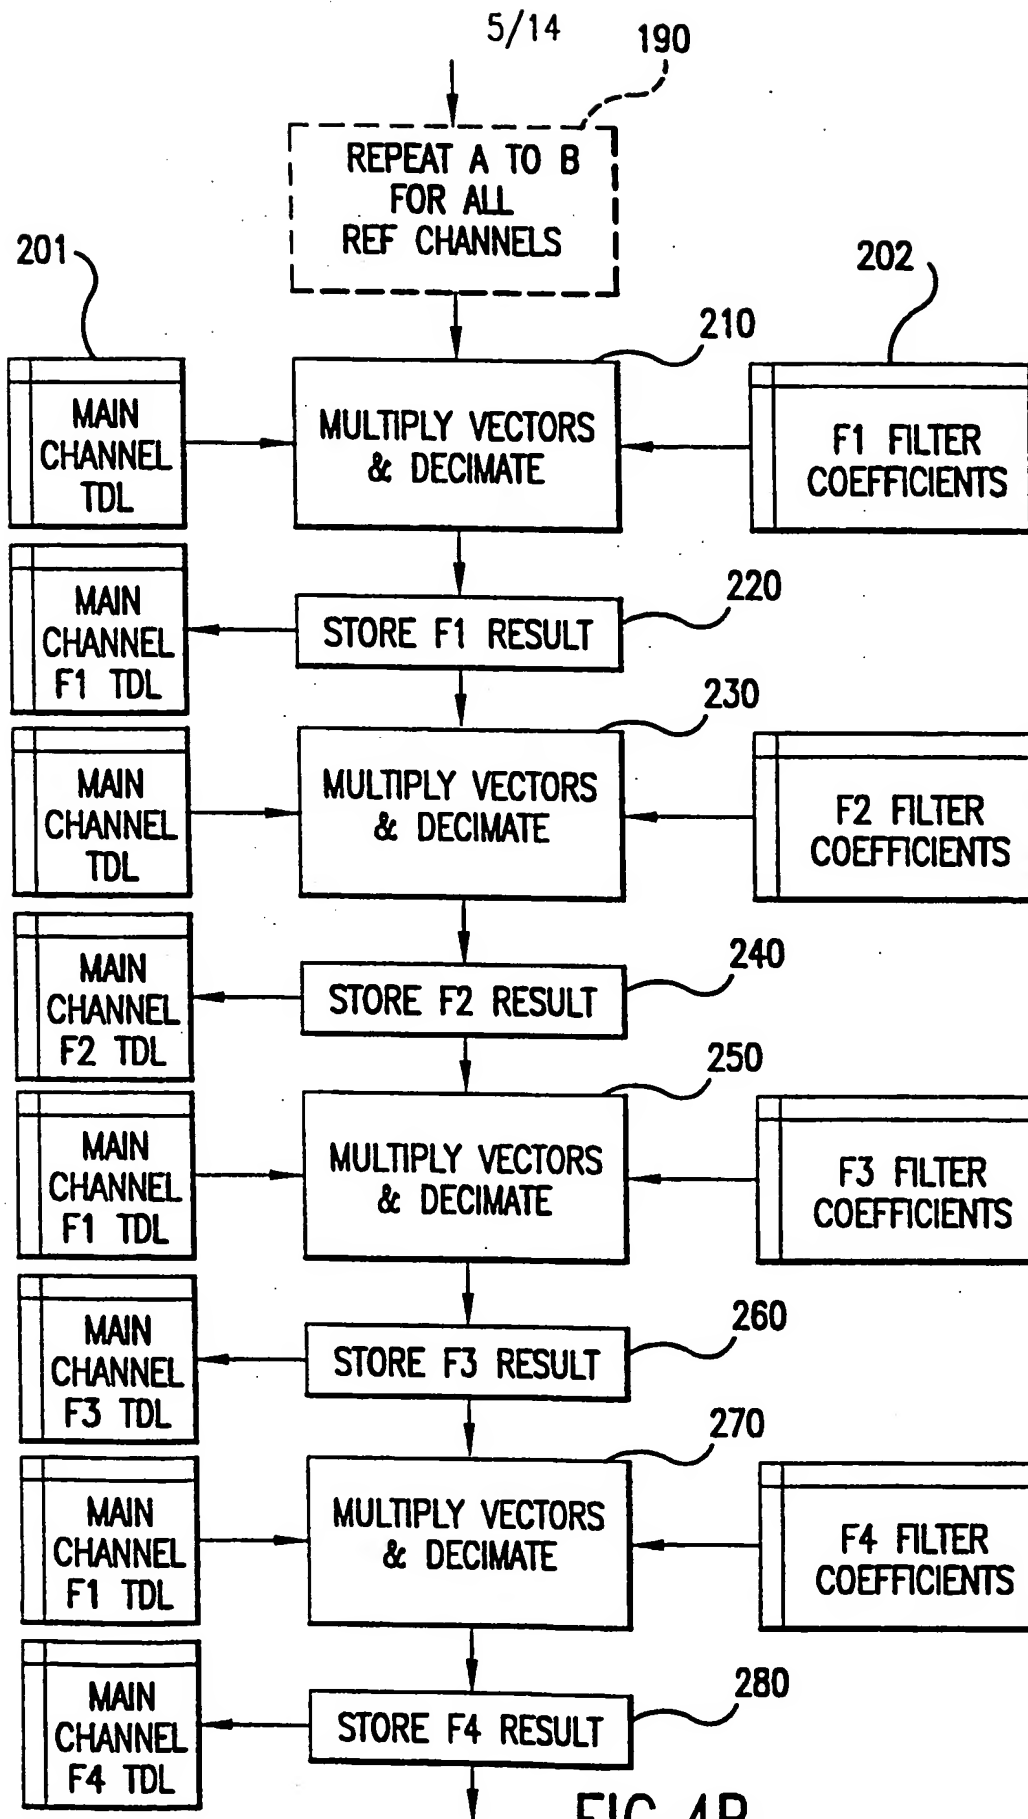 5/14
190
REPEAT A TO B
FOR ALL
REF CHANNELS
201
202
210
MAIN
CHANNEL
TDL
MULTIPLY VECTORS
& DECIMATE
F1 FILTER
COEFFICIENTS
220
MAIN
CHANNEL
F1 TDL
STORE F1 RESULT
230
MAIN
CHANNEL
TDL
MULTIPLY VECTORS
& DECIMATE
F2 FILTER
COEFFICIENTS
240
MAIN
CHANNEL
F2 TDL
STORE F2 RESULT
250
MAIN
CHANNEL
F1 TDL
MULTIPLY VECTORS
& DECIMATE
F3 FILTER
COEFFICIENTS
260
MAIN
CHANNEL
F3 TDL
STORE F3 RESULT
270
MAIN
CHANNEL
F1 TDL
MULTIPLY VECTORS
& DECIMATE
F4 FILTER
COEFFICIENTS
280
MAIN
CHANNEL
F4 TDL
STORE F4 RESULT
FIG. 4B